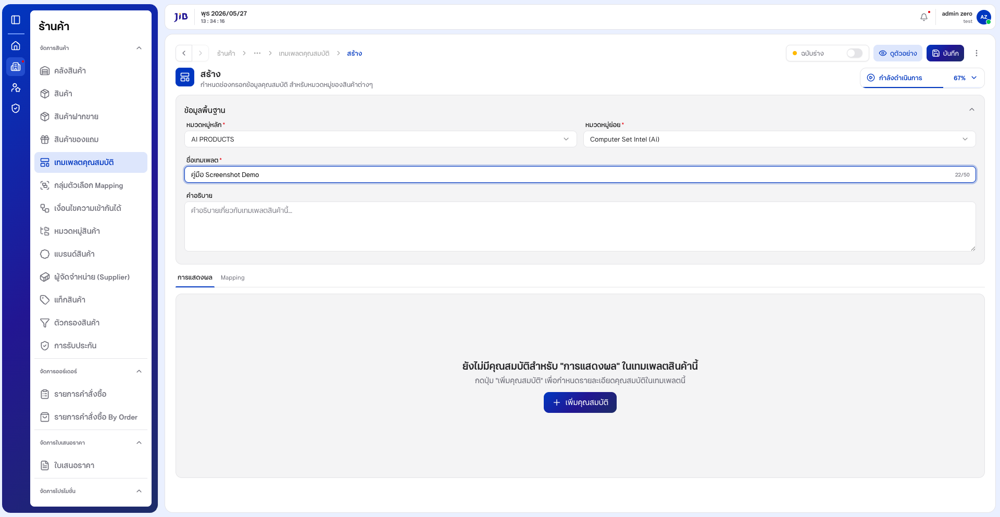 ร้านค้า
จัดการสินค้า
คลังสินค้า
สินค้า
สินค้าฝากขาย
สินค้าของแถม
เทมเพลตคุณสมบัติ
กลุ่มตัวเลือก Mapping
เงื่อนไขความเข้ากันได้
หมวดหมู่สินค้า
แบรนด์สินค้า
ผู้จัดจำหน่าย (Supplier)
แท็กสินค้า
ตัวกรองสินค้า
การรับประกัน
จัดการออร์เดอร์
รายการคำสั่งซื้อ
รายการคำสั่งซื้อ By Order
จัดการใบเสนอราคา
ใบเสนอราคา
จัดการโปรโมชั่น
JIB
พุธ 2026/05/27
13 : 34 : 16
admin zero
test
AZ
ร้านค้า > ··· > เทมเพลตคุณสมบัติ > สร้าง
ฉบับร่าง
ดูตัวอย่าง
บันทึก
สร้าง
กำหนดช่องกรอกข้อมูลคุณสมบัติ สำหรับหมวดหมู่ของสินค้าต่างๆ
กำลังดำเนินการ 67%
ข้อมูลพื้นฐาน
หมวดหมู่หลัก*
AI PRODUCTS
หมวดหมู่ย่อย*
Computer Set Intel (Ai)
ชื่อเทมเพลต*
คู่มือ Screenshot Demo 22/50
คำอธิบาย
คำอธิบายเกี่ยวกับเทมเพลตสินค้านี้...
การแสดงผล Mapping
ยังไม่มีคุณสมบัติสำหรับ "การแสดงผล" ในเทมเพลตสินค้านี้
กดปุ่ม "เพิ่มคุณสมบัติ" เพื่อกำหนดรายละเอียดคุณสมบัติในเทมเพลตนี้
+ เพิ่มคุณสมบัติ